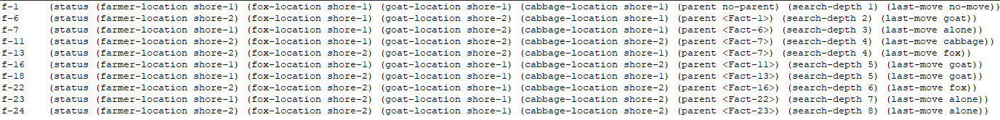 f-1 (status (farmer-location shore-1) (fox-location shore-1) (goat-location shore-1) (cabbage-location shore-1) (parent no-parent) (search-depth 1) (last-move no-move))
f-6 (status (farmer-location shore-2) (fox-location shore-1) (goat-location shore-2) (cabbage-location shore-1) (parent <Fact-1>) (search-depth 2) (last-move goat))
f-7 (status (farmer-location shore-1) (fox-location shore-1) (goat-location shore-2) (cabbage-location shore-1) (parent <Fact-6>) (search-depth 3) (last-move alone))
f-11 (status (farmer-location shore-2) (fox-location shore-1) (goat-location shore-2) (cabbage-location shore-2) (parent <Fact-7>) (search-depth 4) (last-move cabbage))
f-13 (status (farmer-location shore-2) (fox-location shore-2) (goat-location shore-2) (cabbage-location shore-1) (parent <Fact-7>) (search-depth 4) (last-move fox))
f-16 (status (farmer-location shore-1) (fox-location shore-1) (goat-location shore-1) (cabbage-location shore-2) (parent <Fact-11>) (search-depth 5) (last-move goat))
f-18 (status (farmer-location shore-1) (fox-location shore-2) (goat-location shore-1) (cabbage-location shore-1) (parent <Fact-13>) (search-depth 5) (last-move goat))
f-22 (status (farmer-location shore-2) (fox-location shore-2) (goat-location shore-1) (cabbage-location shore-2) (parent <Fact-16>) (search-depth 6) (last-move fox))
f-23 (status (farmer-location shore-1) (fox-location shore-2) (goat-location shore-1) (cabbage-location shore-2) (parent <Fact-22>) (search-depth 7) (last-move alone))
f-24 (status (farmer-location shore-2) (fox-location shore-2) (goat-location shore-1) (cabbage-location shore-2) (parent <Fact-23>) (search-depth 8) (last-move alone))